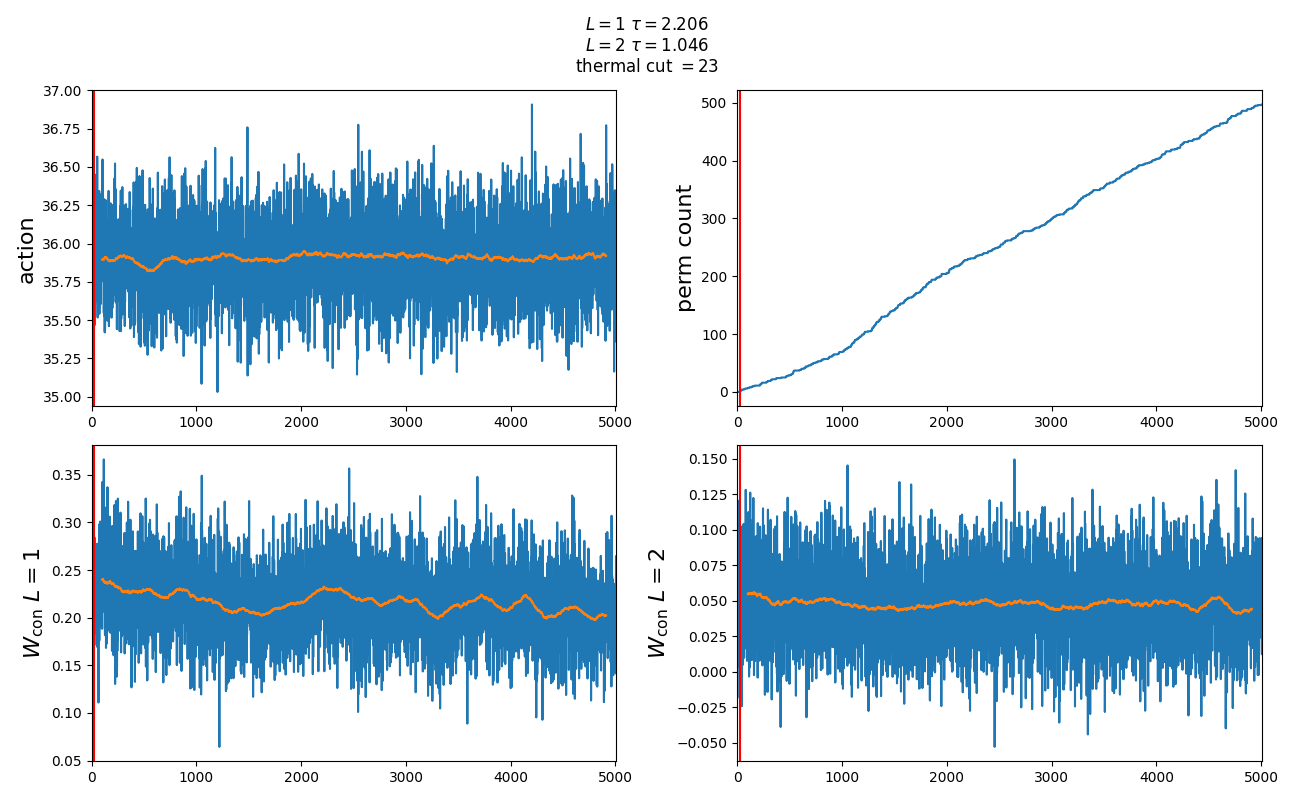 L = 1 τ = 2.206
L = 2 τ = 1.046
thermal cut = 23
action
37.00
36.75
36.50
36.25
36.00
35.75
35.50
35.25
35.00
0 1000 2000 3000 4000 5000
perm count
500
400
300
200
100
0
0 1000 2000 3000 4000 5000
W_con L = 1
0.35
0.30
0.25
0.20
0.15
0.10
0.05
0 1000 2000 3000 4000 5000
W_con L = 2
0.150
0.125
0.100
0.075
0.050
0.025
0.000
−0.025
−0.050
0 1000 2000 3000 4000 5000